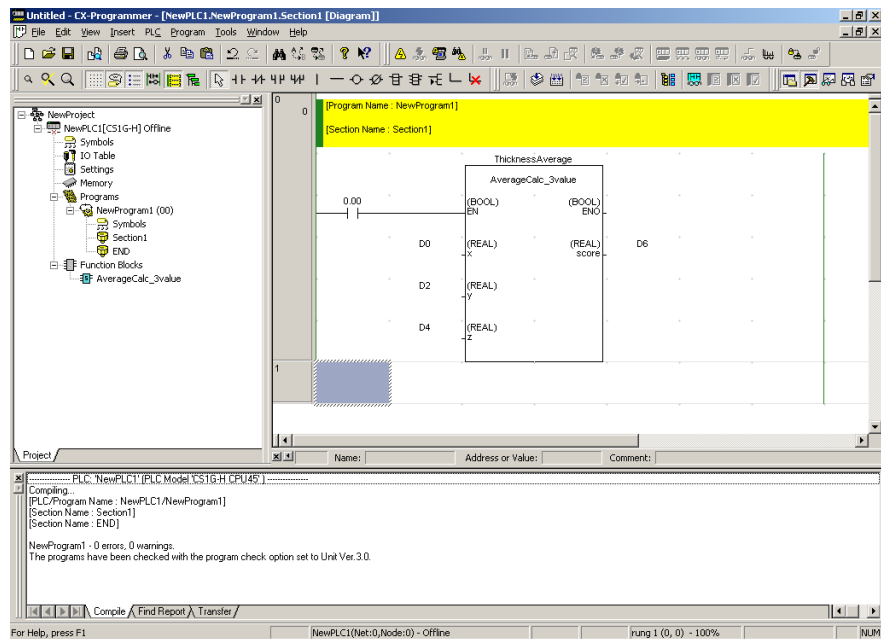 Untitled - CX-Programmer - [NewPLC1.NewProgram1.Section1 [Diagram]]
File Edit View Insert PLC Program Tools Window Help
NewProject
NewPLC1[CS1G-H] Offline
Symbols
IO Table
Settings
Memory
Programs
NewProgram1 (00)
Symbols
Section1
END
Function Blocks
AverageCalc_3value
Project
0
0
[Program Name : NewProgram1]
[Section Name : Section1]
ThicknessAverage
AverageCalc_3value
0.00
(BOOL) (BOOL)
EN ENO
D0 (REAL) (REAL) D6
x score
D2 (REAL)
y
D4 (REAL)
z
1
Name: Address or Value: Comment:
--------------- PLC: 'NewPLC1' (PLC Model 'CS1G-H CPU45' ) ---------------
Compiling...
[PLC/Program Name : NewPLC1/NewProgram1]
[Section Name : Section1]
[Section Name : END]
NewProgram1 - 0 errors, 0 warnings.
The programs have been checked with the program check option set to Unit Ver.3.0.
Compile Find Report Transfer
For Help, press F1 NewPLC1(Net:0,Node:0) - Offline rung 1 (0, 0) - 100% NUM